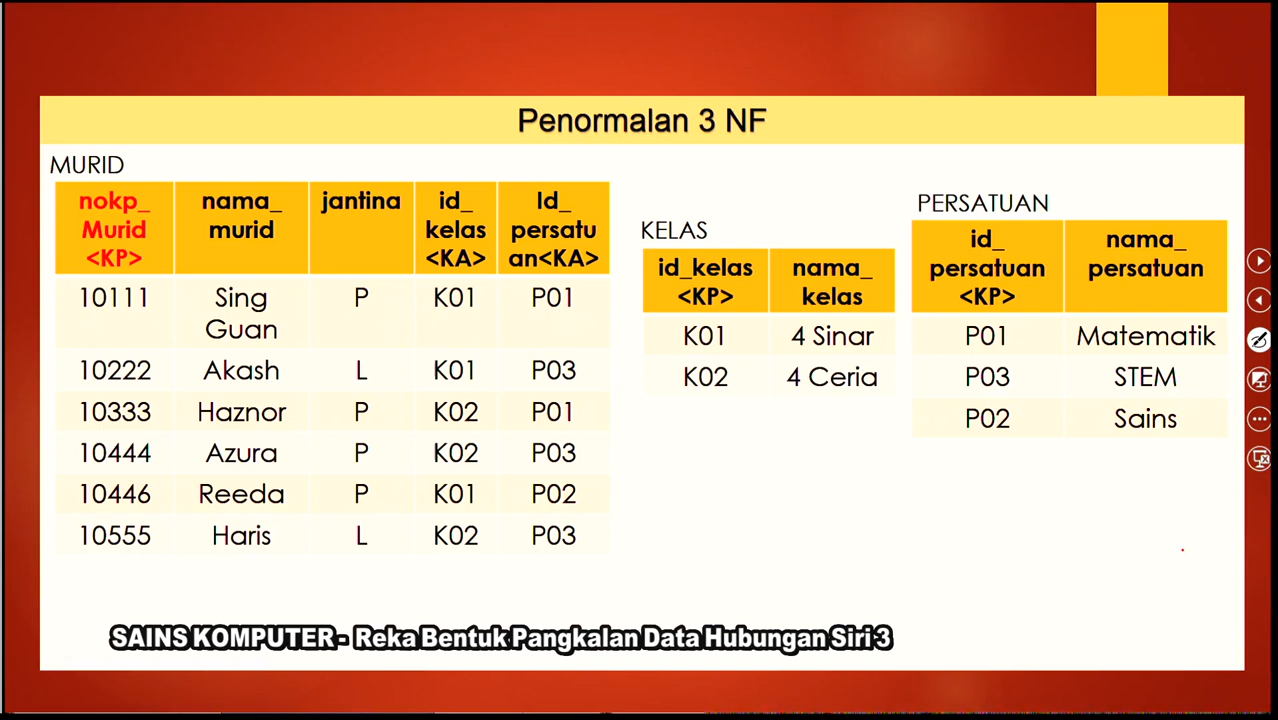 Penormalan 3 NF
MURID
nokp_ Murid <KP> nama_ murid jantina id_ kelas <KA> Id_ persatu an<KA>
10111 Sing Guan P K01 P01
10222 Akash L K01 P03
10333 Haznor P K02 P01
10444 Azura P K02 P03
10446 Reeda P K01 P02
10555 Haris L K02 P03
KELAS
id_kelas <KP> nama_ kelas
K01 4 Sinar
K02 4 Ceria
PERSATUAN
id_ persatuan <KP> nama_ persatuan
P01 Matematik
P03 STEM
P02 Sains
SAINS KOMPUTER - Reka Bentuk Pangkalan Data Hubungan Siri 3